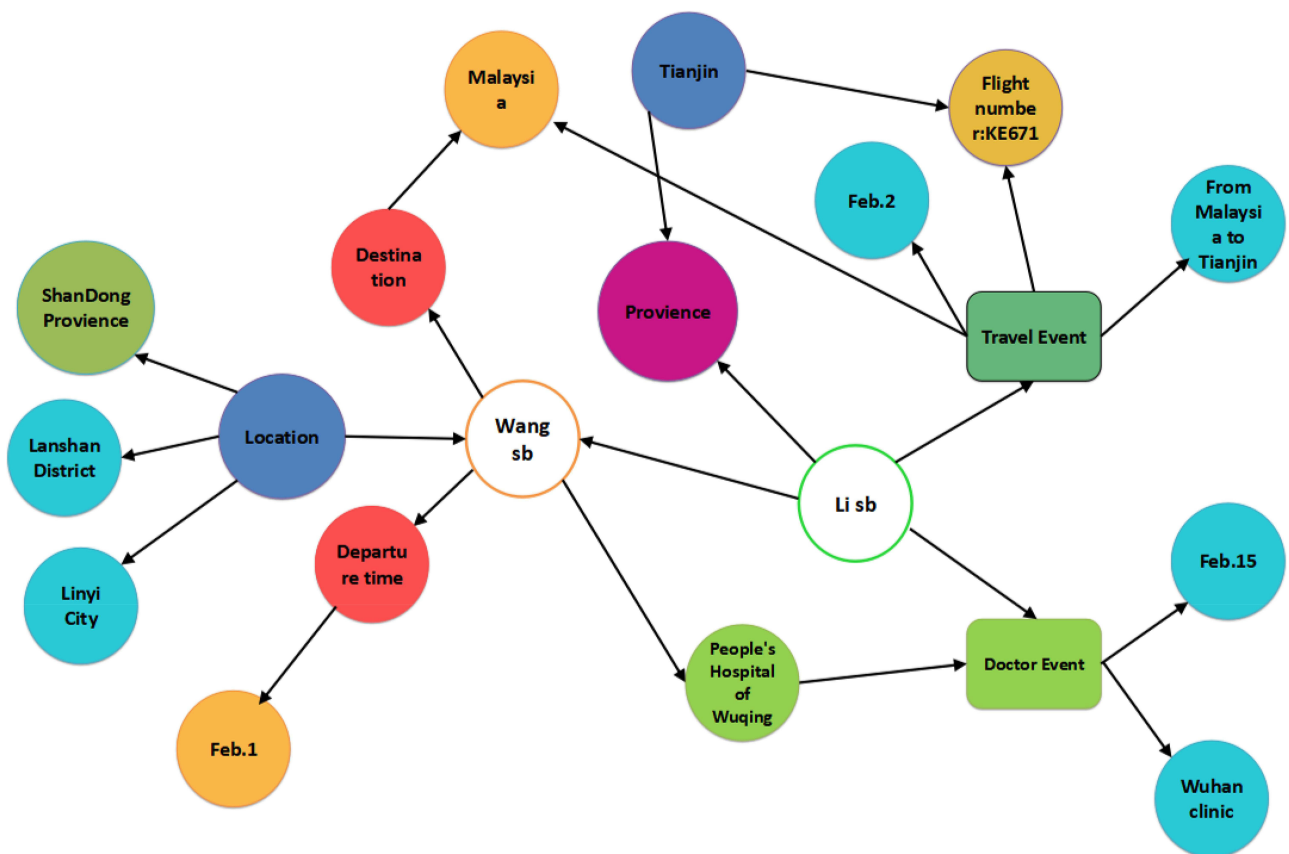 Malaysi
a
Tianjin
Flight
numbe
r:KE671
Feb.2
From
Malaysi
a to
Tianjin
Destina
tion
ShanDong
Provience
Provience
Travel Event
Lanshan
District
Location
Wang
sb
Li sb
Departu
re time
Linyi
City
Feb.15
People's
Hospital
of
Wuqing
Doctor Event
Feb.1
Wuhan
clinic